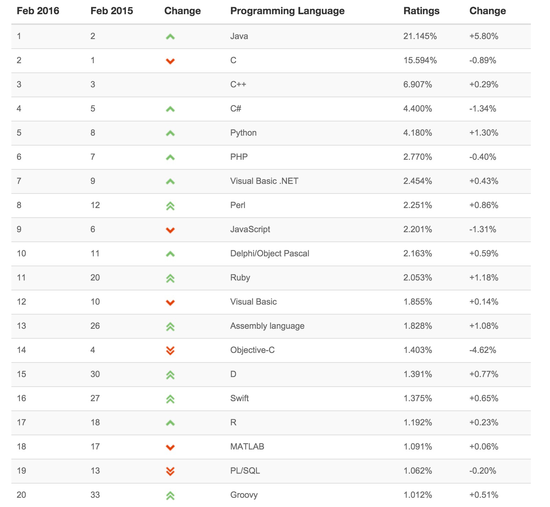 Feb 2016 Feb 2015 Change Programming Language Ratings Change
1 2 Java 21.145% +5.80%
2 1 C 15.594% -0.89%
3 3 C++ 6.907% +0.29%
4 5 C# 4.400% -1.34%
5 8 Python 4.180% +1.30%
6 7 PHP 2.770% -0.40%
7 9 Visual Basic .NET 2.454% +0.43%
8 12 Perl 2.251% +0.86%
9 6 JavaScript 2.201% -1.31%
10 11 Delphi/Object Pascal 2.163% +0.59%
11 20 Ruby 2.053% +1.18%
12 10 Visual Basic 1.855% +0.14%
13 26 Assembly language 1.828% +1.08%
14 4 Objective-C 1.403% -4.62%
15 30 D 1.391% +0.77%
16 27 Swift 1.375% +0.65%
17 18 R 1.192% +0.23%
18 17 MATLAB 1.091% +0.06%
19 13 PL/SQL 1.062% -0.20%
20 33 Groovy 1.012% +0.51%